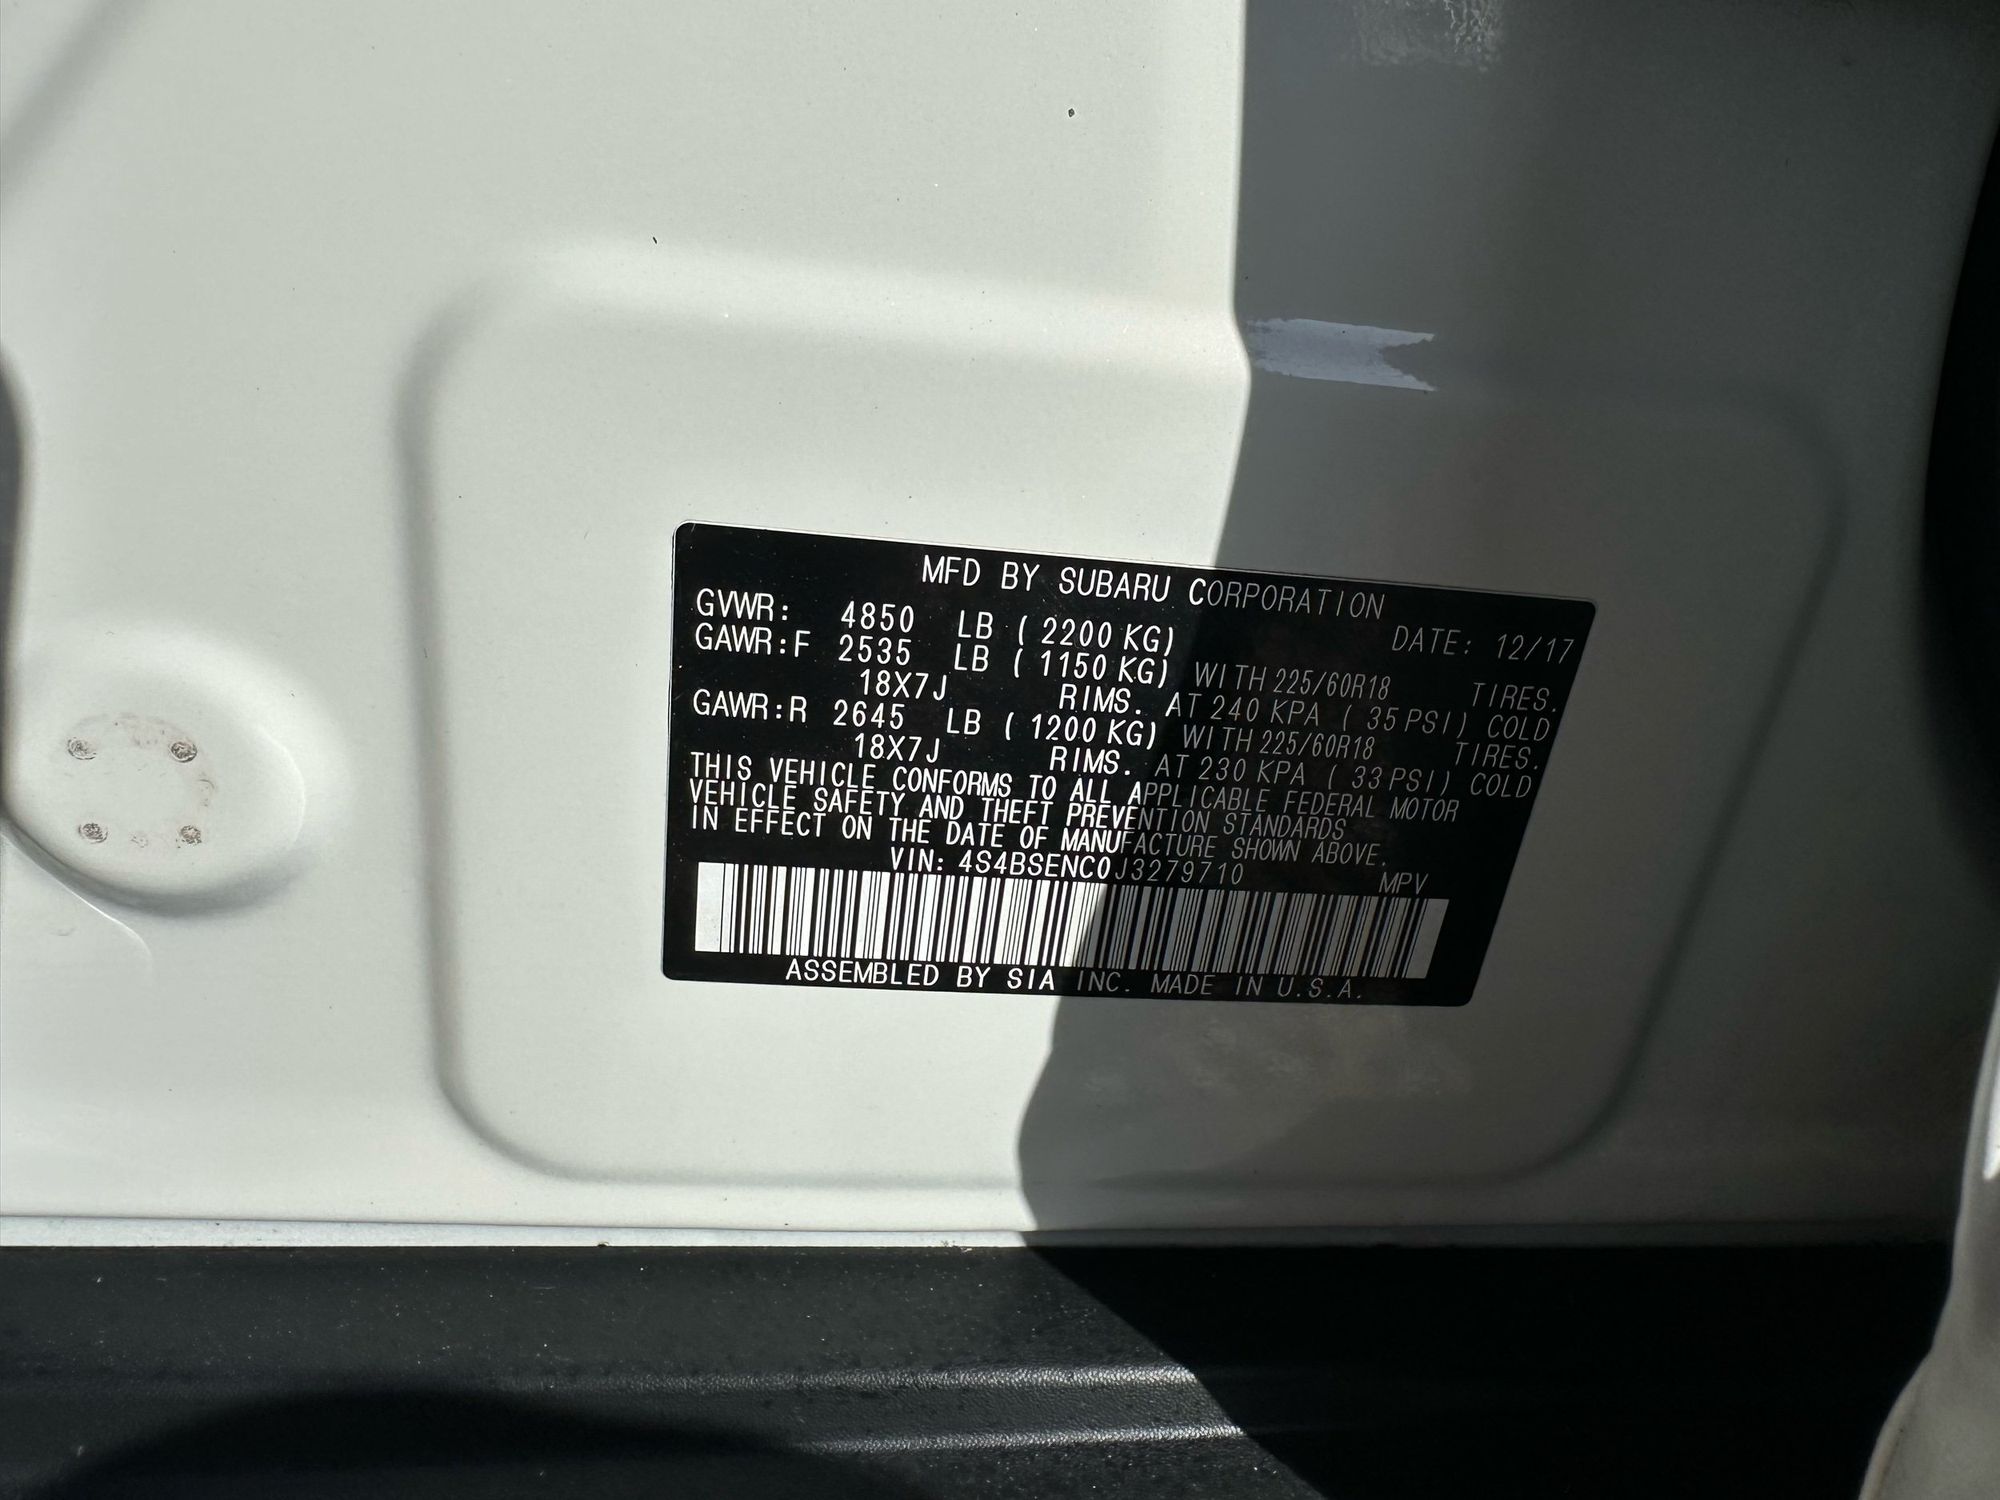 MFD BY SUBARU CORPORATION
DATE: 12/17
GVWR: 4850 LB ( 2200 KG)
GAWR:F 2535 LB ( 1150 KG) WITH 225/60R18 TIRES.
18X7J RIMS. AT 240 KPA ( 35 PSI) COLD
GAWR:R 2645 LB ( 1200 KG) WITH 225/60R18 TIRES.
18X7J RIMS. AT 230 KPA ( 33 PSI) COLD
THIS VEHICLE CONFORMS TO ALL APPLICABLE FEDERAL MOTOR
VEHICLE SAFETY AND THEFT PREVENTION STANDARDS
IN EFFECT ON THE DATE OF MANUFACTURE SHOWN ABOVE.
VIN: 4S4BSENC0J3279710 MPV
ASSEMBLED BY SIA INC. MADE IN U.S.A.